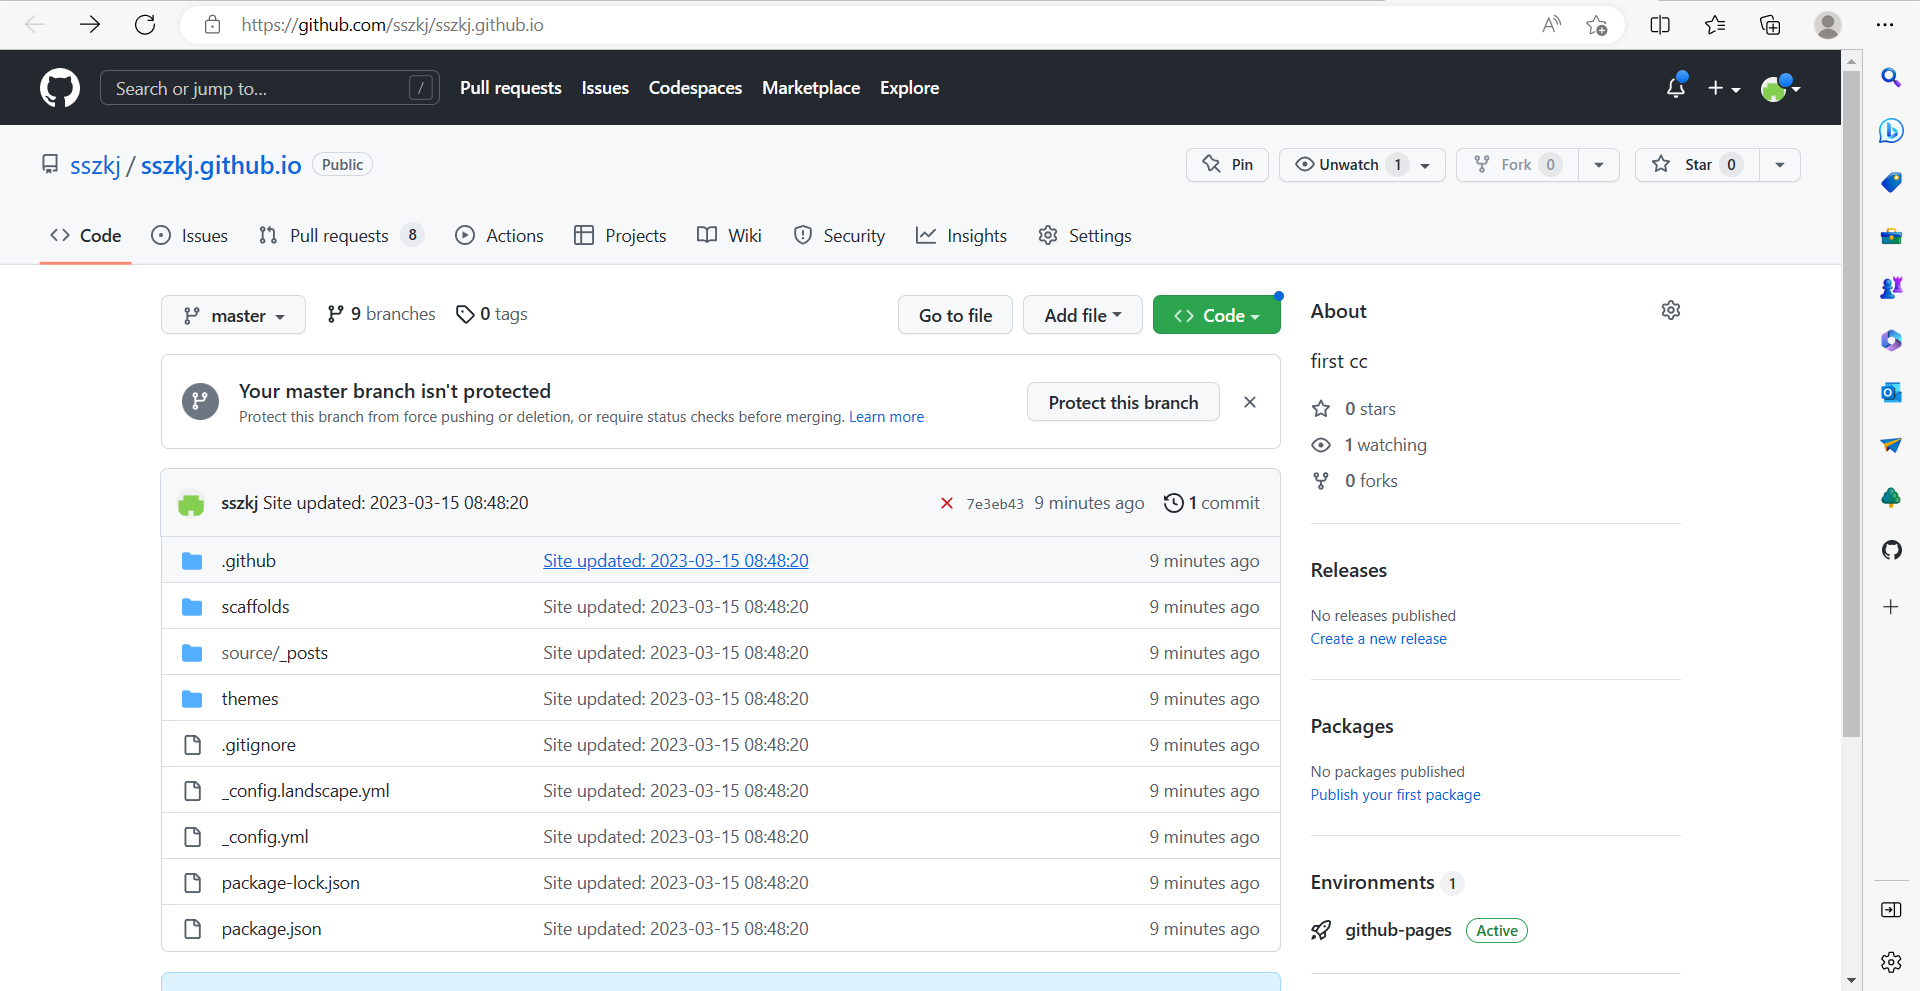 https://github.com/sszkj/sszkj.github.io
Search or jump to... /
Pull requests Issues Codespaces Marketplace Explore
sszkj / sszkj.github.io Public
Pin Unwatch 1 Fork 0 Star 0
Code Issues Pull requests 8 Actions Projects Wiki Security Insights Settings
master 9 branches 0 tags Go to file Add file Code
Your master branch isn't protected
Protect this branch from force pushing or deletion, or require status checks before merging. Learn more
Protect this branch
sszkj Site updated: 2023-03-15 08:48:20 7e3eb43 9 minutes ago 1 commit
.github Site updated: 2023-03-15 08:48:20 9 minutes ago
scaffolds Site updated: 2023-03-15 08:48:20 9 minutes ago
source/_posts Site updated: 2023-03-15 08:48:20 9 minutes ago
themes Site updated: 2023-03-15 08:48:20 9 minutes ago
.gitignore Site updated: 2023-03-15 08:48:20 9 minutes ago
_config.landscape.yml Site updated: 2023-03-15 08:48:20 9 minutes ago
_config.yml Site updated: 2023-03-15 08:48:20 9 minutes ago
package-lock.json Site updated: 2023-03-15 08:48:20 9 minutes ago
package.json Site updated: 2023-03-15 08:48:20 9 minutes ago
About
first cc
0 stars
1 watching
0 forks
Releases
No releases published
Create a new release
Packages
No packages published
Publish your first package
Environments 1
github-pages Active